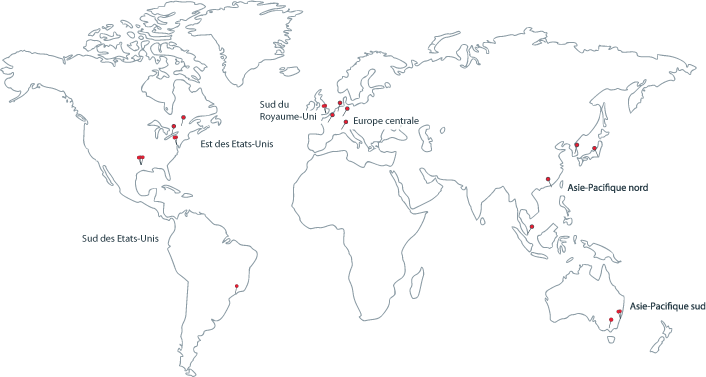 Sud du
Royaume-Uni
Europe centrale
Est des Etats-Unis
Asie-Pacifique nord
Sud des Etats-Unis
Asie-Pacifique sud